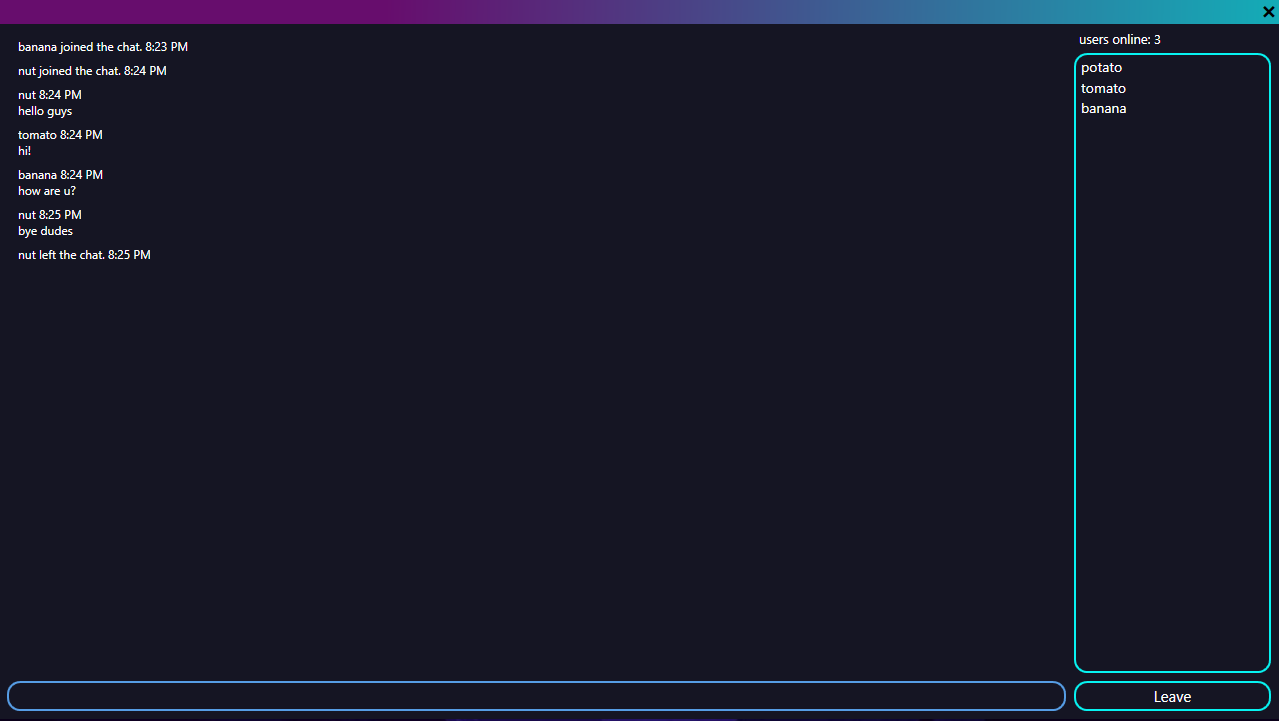 banana joined the chat. 8:23 PM
nut joined the chat. 8:24 PM
nut 8:24 PM
hello guys
tomato 8:24 PM
hi!
banana 8:24 PM
how are u?
nut 8:25 PM
bye dudes
nut left the chat. 8:25 PM
users online: 3
potato
tomato
banana
Leave